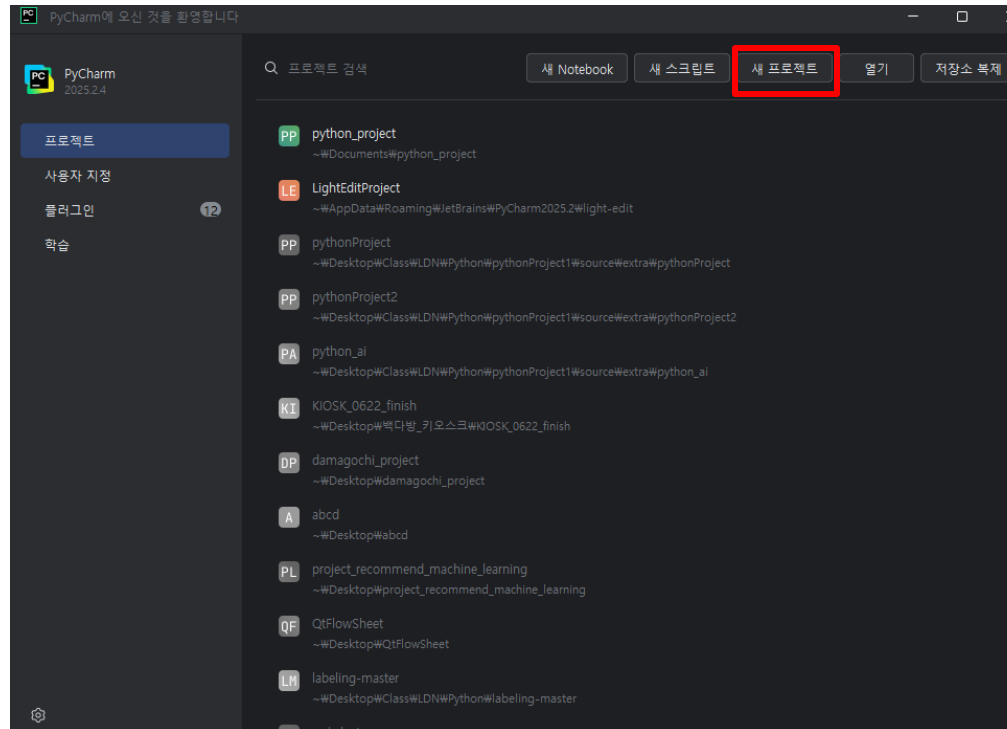 PC PyCharm에 오신 것을 환영합니다
PC PyCharm
2025.2.4
프로젝트
사용자 지정
플러그인 12
학습
프로젝트 검색 새 Notebook 새 스크립트 새 프로젝트 열기 저장소 복제
PP python_project
~₩Documents₩python_project
LE LightEditProject
~₩AppData₩Roaming₩JetBrains₩PyCharm2025.2₩light-edit
PP pythonProject
~₩Desktop₩Class₩LDN₩Python₩pythonProject1₩source₩extra₩pythonProject
PP pythonProject2
~₩Desktop₩Class₩LDN₩Python₩pythonProject1₩source₩extra₩pythonProject2
PA python_ai
~₩Desktop₩Class₩LDN₩Python₩pythonProject1₩source₩extra₩python_ai
KI KIOSK_0622_finish
~₩Desktop₩백다방_키오스크₩KIOSK_0622_finish
DP damagochi_project
~₩Desktop₩damagochi_project
A abcd
~₩Desktop₩abcd
PL project_recommend_machine_learning
~₩Desktop₩project_recommend_machine_learning
QF QtFlowSheet
~₩Desktop₩QtFlowSheet
LM labeling-master
~₩Desktop₩Class₩LDN₩Python₩labeling-master